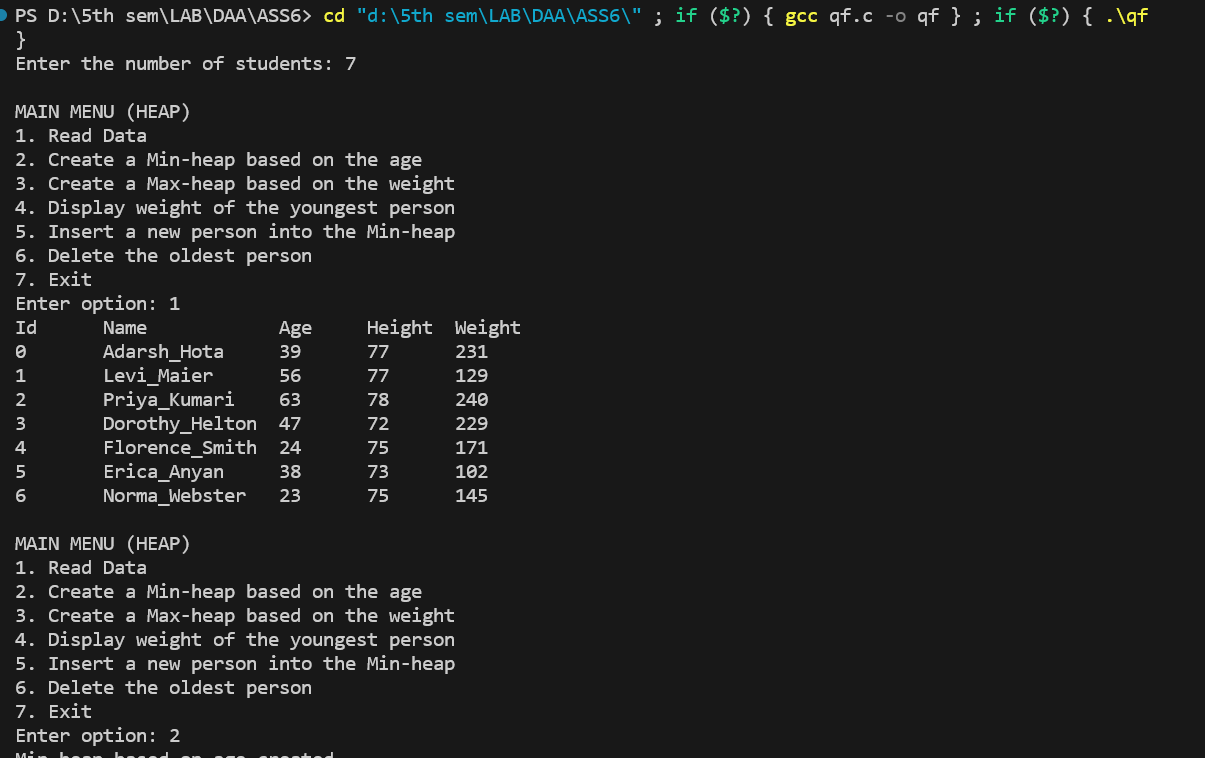 PS D:\5th sem\LAB\DAA\ASS6> cd "d:\5th sem\LAB\DAA\ASS6\" ; if ($?) { gcc qf.c -o qf } ; if ($?) { .\qf
}
Enter the number of students: 7
MAIN MENU (HEAP)
1. Read Data
2. Create a Min-heap based on the age
3. Create a Max-heap based on the weight
4. Display weight of the youngest person
5. Insert a new person into the Min-heap
6. Delete the oldest person
7. Exit
Enter option: 1
Id Name Age Height Weight
0 Adarsh_Hota 39 77 231
1 Levi_Maier 56 77 129
2 Priya_Kumari 63 78 240
3 Dorothy_Helton 47 72 229
4 Florence_Smith 24 75 171
5 Erica_Anyan 38 73 102
6 Norma_Webster 23 75 145
MAIN MENU (HEAP)
1. Read Data
2. Create a Min-heap based on the age
3. Create a Max-heap based on the weight
4. Display weight of the youngest person
5. Insert a new person into the Min-heap
6. Delete the oldest person
7. Exit
Enter option: 2
Min-heap based on age created